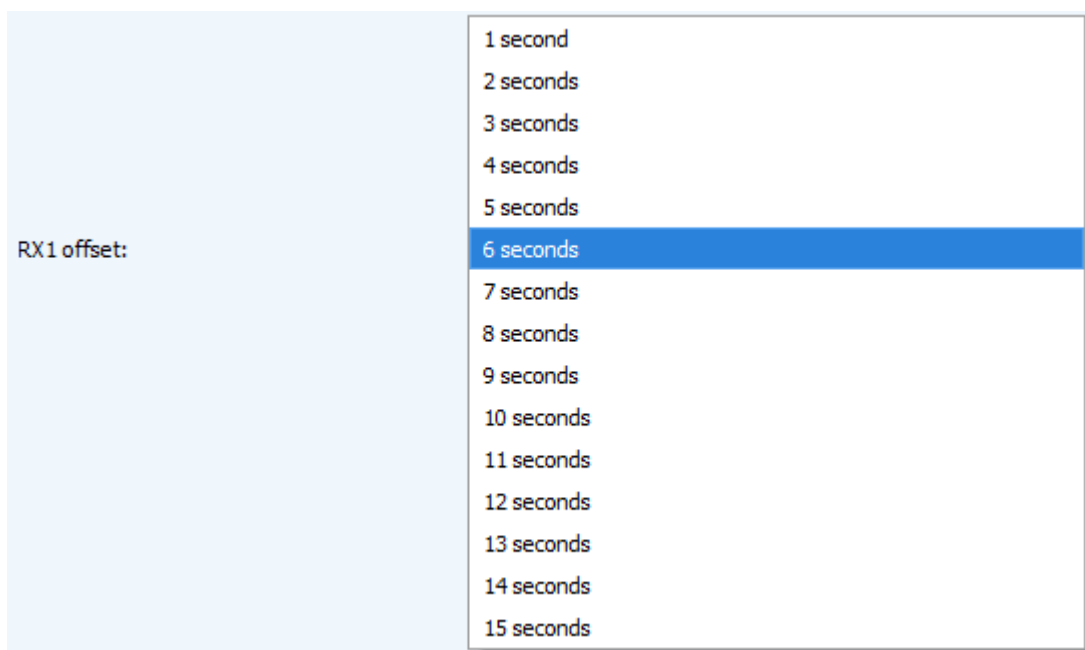 1 second
2 seconds
3 seconds
4 seconds
5 seconds
RX1 offset:
6 seconds
7 seconds
8 seconds
9 seconds
10 seconds
11 seconds
12 seconds
13 seconds
14 seconds
15 seconds